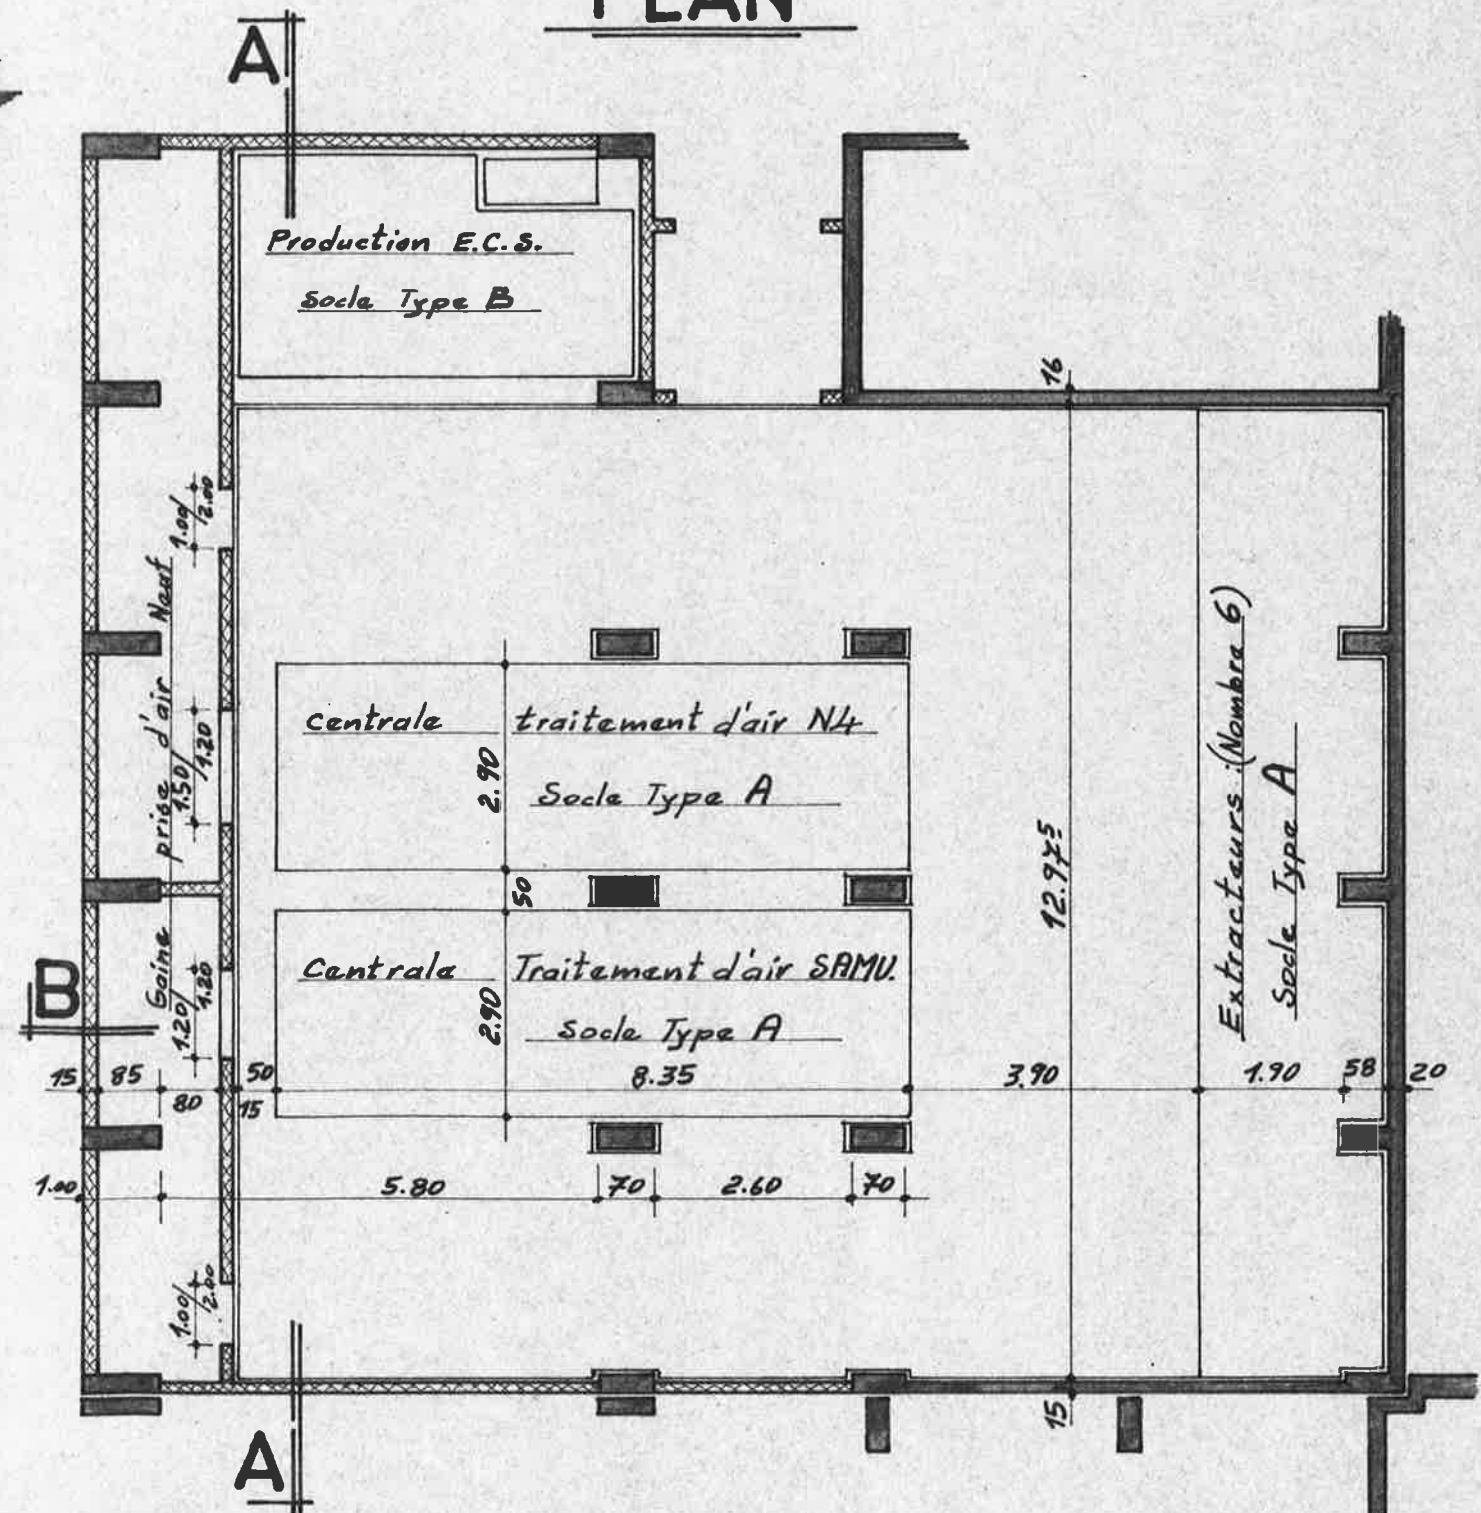 PLAN
A
Production E.C.S.
Socle Type B
16
1.00/2.00
Gaine prise d'air Neuf
1.50/1.20
centrale traitement d'air N4
2.90
Socle Type A
50
12.97⁵
Extracteurs : (Nombre 6)
Socle Type A
Centrale Traitement d'air SAMU.
2.90
Socle Type A
B
1.20/1.20
15 85 80 15 50 8.35 3.90 1.90 58 20
1.00 5.80 70 2.60 70
1.00/2.00
15
A